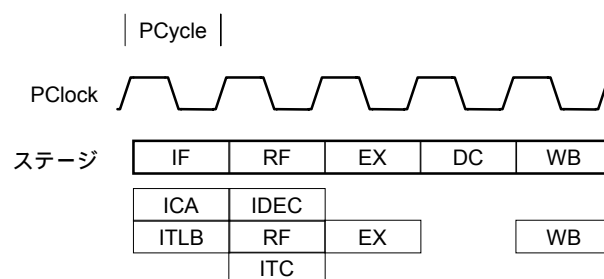 PCycle
PClock
ステージ IF RF EX DC WB
ICA IDEC
ITLB RF EX WB
ITC